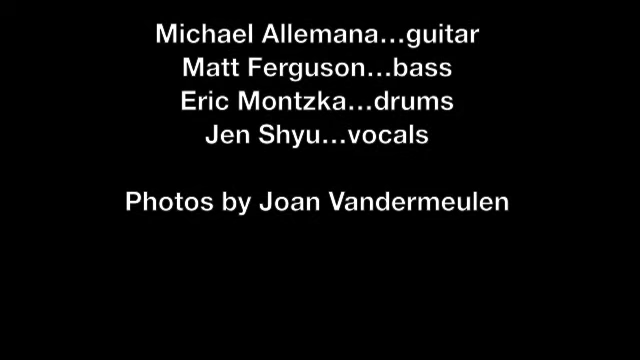 Michael Allemana...guitar
Matt Ferguson...bass
Eric Montzka...drums
Jen Shyu...vocals
Photos by Joan Vandermeulen